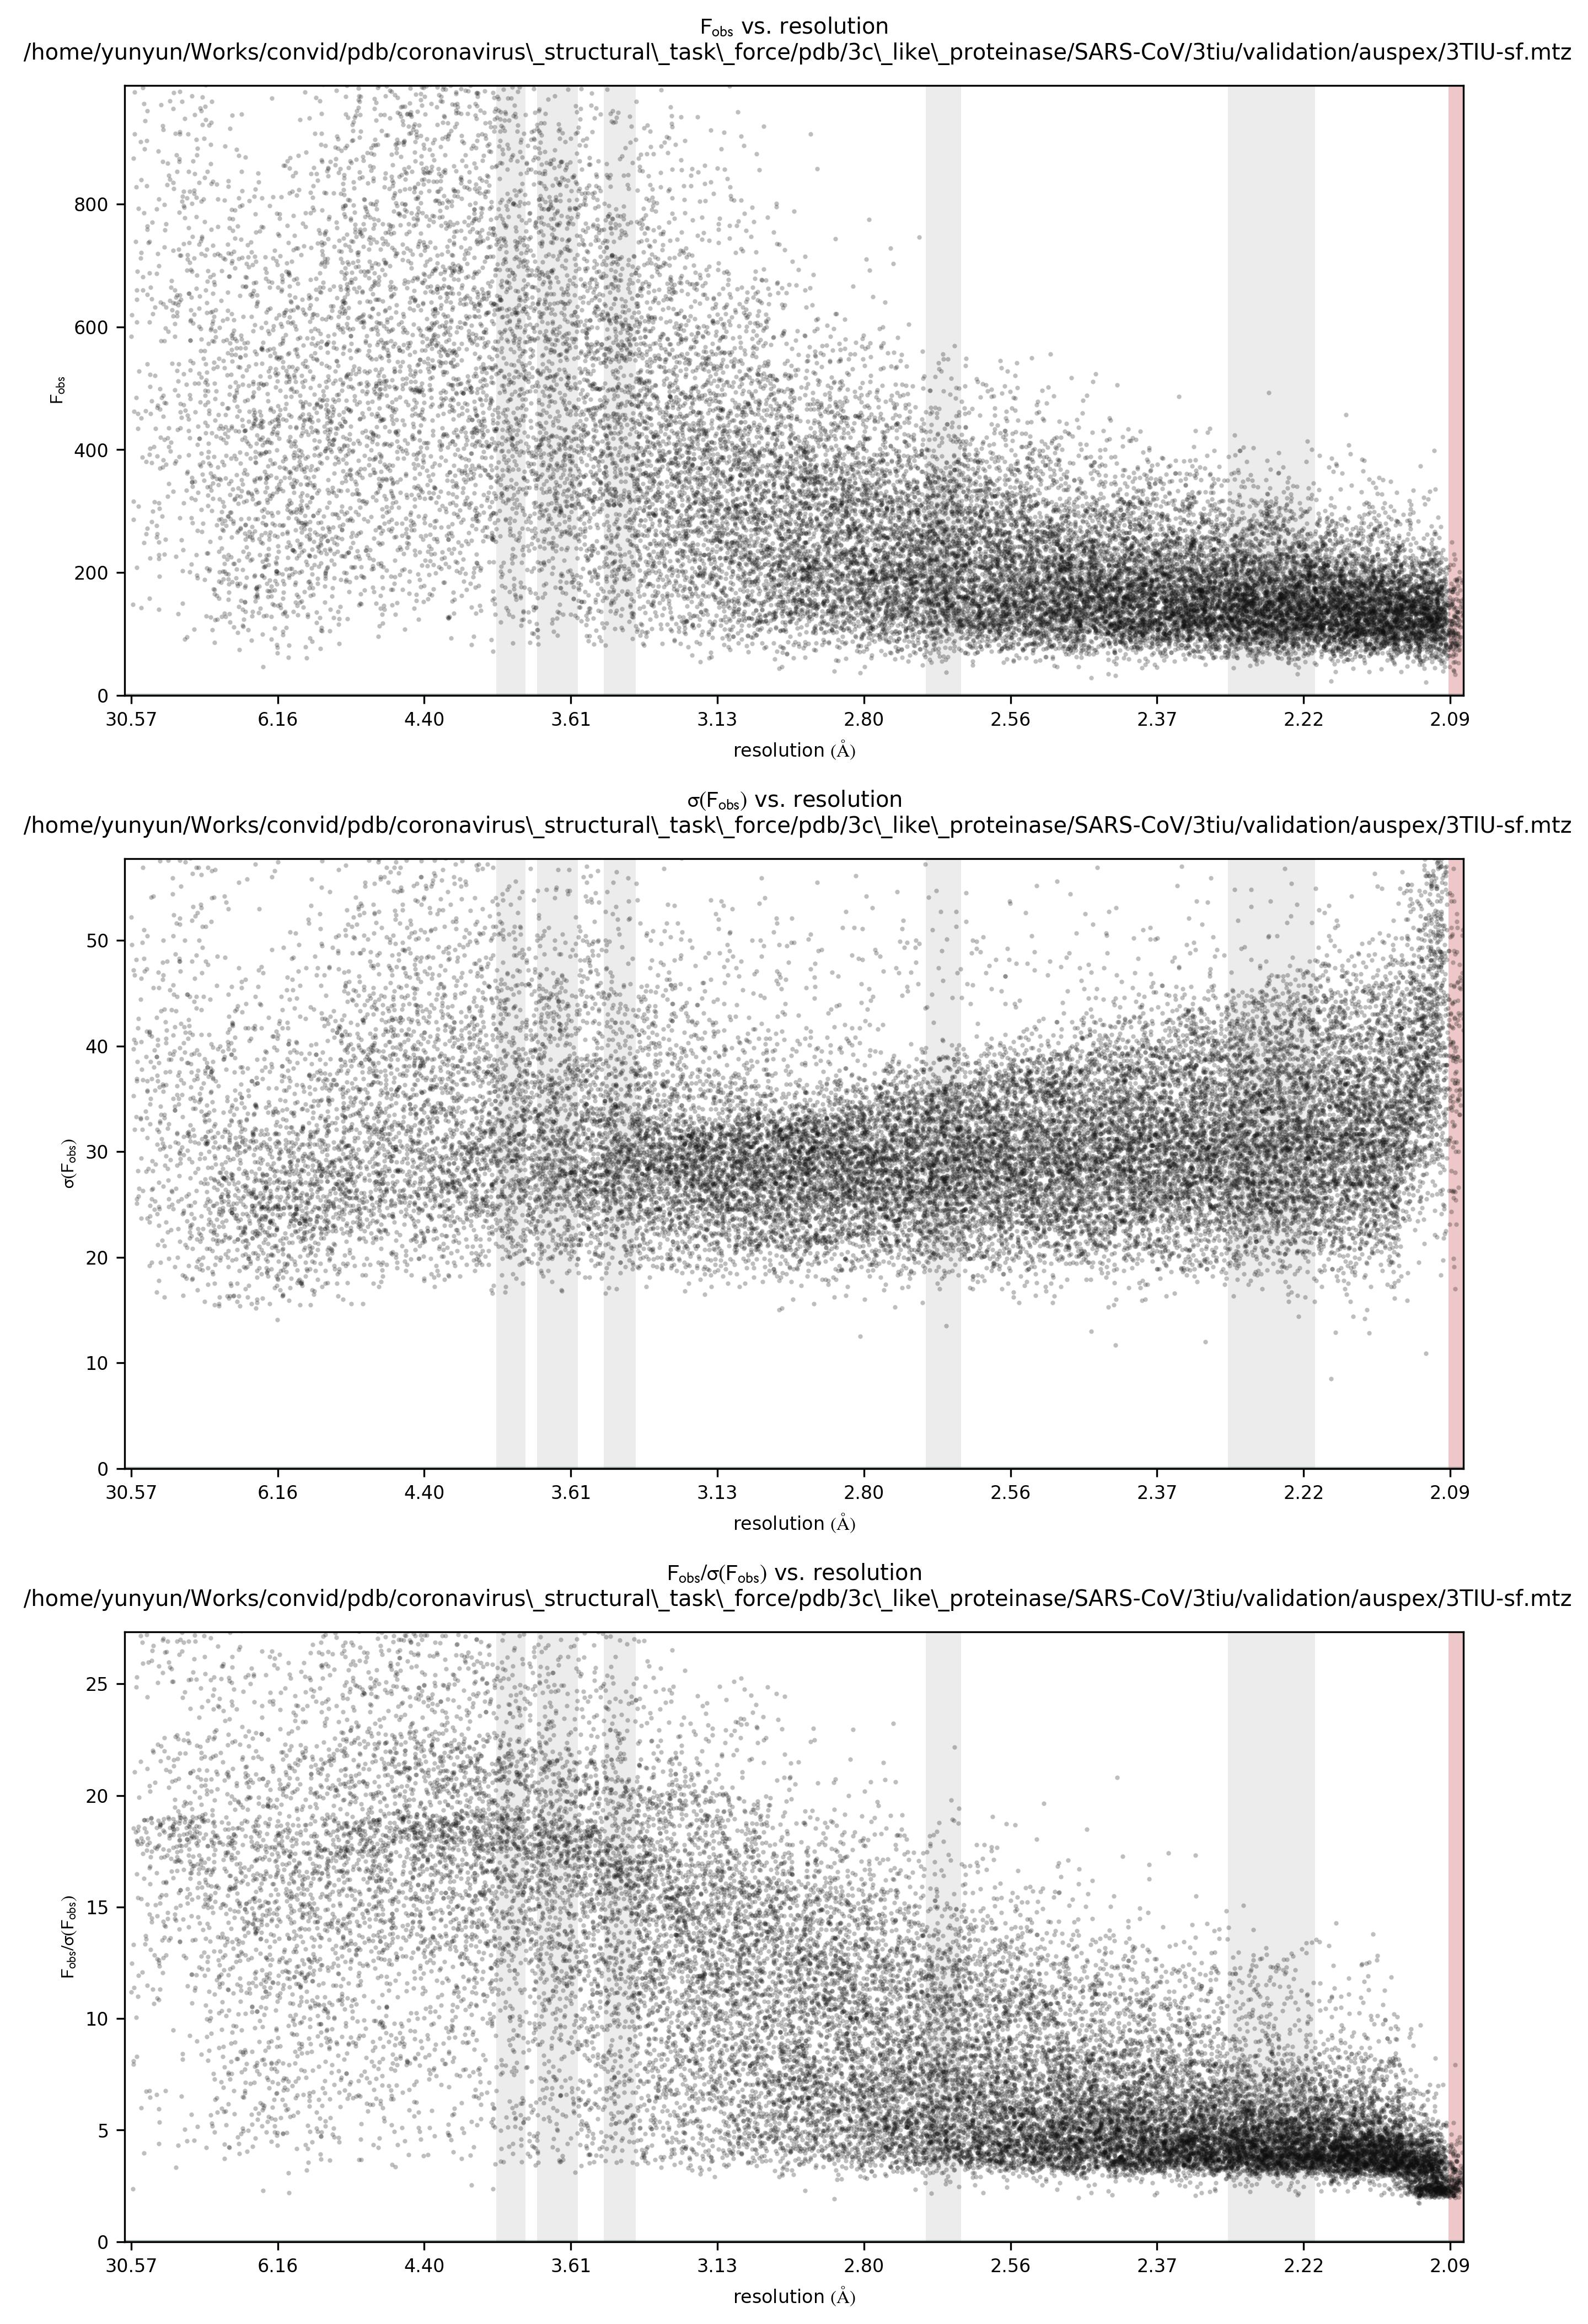 Fobs vs. resolution
/home/yunyun/Works/convid/pdb/coronavirus\_structural\_task\_force/pdb/3c\_like\_proteinase/SARS-CoV/3tiu/validation/auspex/3TIU-sf.mtz
800
600
Fobs
400
200
0
30.57 6.16 4.40 3.61 3.13 2.80 2.56 2.37 2.22 2.09
resolution (Å)
σ(Fobs) vs. resolution
/home/yunyun/Works/convid/pdb/coronavirus\_structural\_task\_force/pdb/3c\_like\_proteinase/SARS-CoV/3tiu/validation/auspex/3TIU-sf.mtz
50
40
30
σ(Fobs)
20
10
0
30.57 6.16 4.40 3.61 3.13 2.80 2.56 2.37 2.22 2.09
resolution (Å)
Fobs/σ(Fobs) vs. resolution
/home/yunyun/Works/convid/pdb/coronavirus\_structural\_task\_force/pdb/3c\_like\_proteinase/SARS-CoV/3tiu/validation/auspex/3TIU-sf.mtz
25
20
15
Fobs/σ(Fobs)
10
5
0
30.57 6.16 4.40 3.61 3.13 2.80 2.56 2.37 2.22 2.09
resolution (Å)